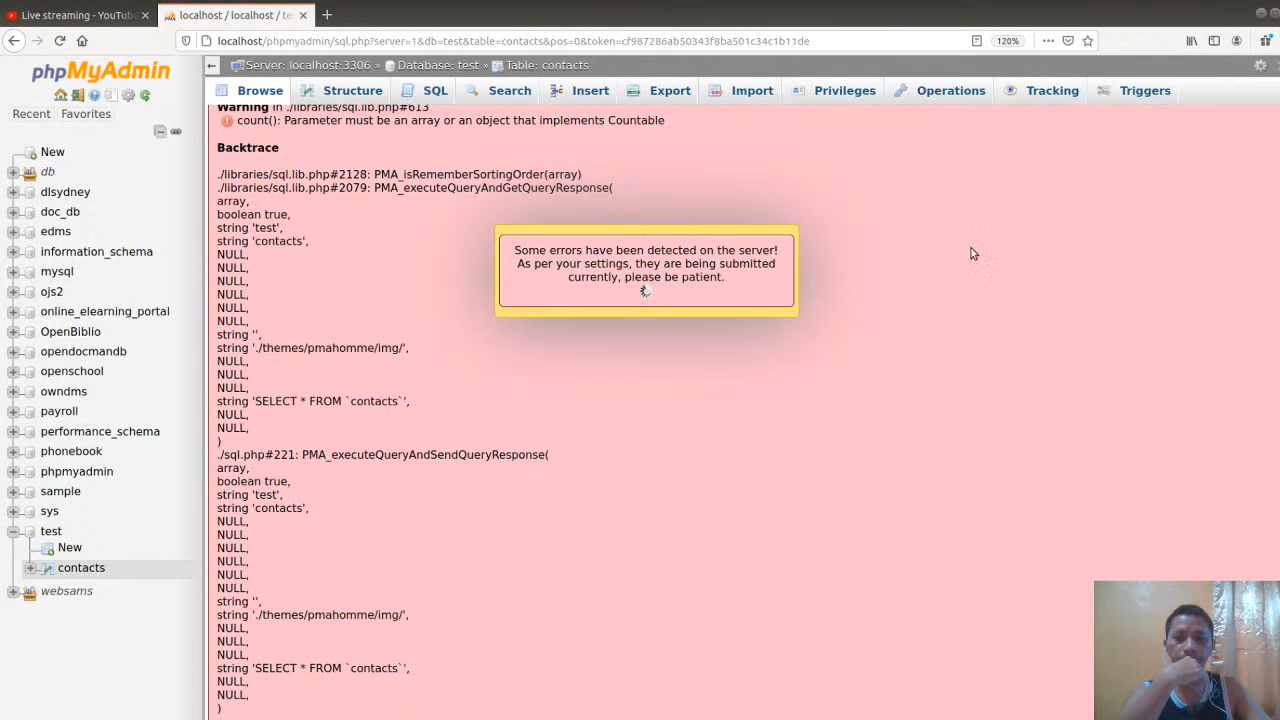 Live streaming - YouTube
localhost / localhost / tes
localhost/phpmyadmin/sql.php?server=1&db=test&table=contacts&pos=0&token=cf987286ab50343f8ba501c34c1b11de
120%
phpMyAdmin
Recent Favorites
New
db
dlsydney
doc_db
edms
information_schema
mysql
ojs2
online_elearning_portal
OpenBiblio
opendocmandb
openschool
owndms
payroll
performance_schema
phonebook
phpmyadmin
sample
sys
test
New
contacts
websams
Server: localhost:3306 » Database: test » Table: contacts
Browse Structure SQL Search Insert Export Import Privileges Operations Tracking Triggers
Warning in ./libraries/sql.lib.php#613
count(): Parameter must be an array or an object that implements Countable
Backtrace
./libraries/sql.lib.php#2128: PMA_isRememberSortingOrder(array)
./libraries/sql.lib.php#2079: PMA_executeQueryAndGetQueryResponse(
array,
boolean true,
string 'test',
string 'contacts',
NULL,
NULL,
NULL,
NULL,
NULL,
NULL,
string '',
string './themes/pmahomme/img/',
NULL,
NULL,
NULL,
string 'SELECT * FROM `contacts`',
NULL,
NULL,
)
./sql.php#221: PMA_executeQueryAndSendQueryResponse(
array,
boolean true,
string 'test',
string 'contacts',
NULL,
NULL,
NULL,
NULL,
NULL,
NULL,
string '',
string './themes/pmahomme/img/',
NULL,
NULL,
NULL,
string 'SELECT * FROM `contacts`',
NULL,
NULL,
)
Some errors have been detected on the server!
As per your settings, they are being submitted
currently, please be patient.